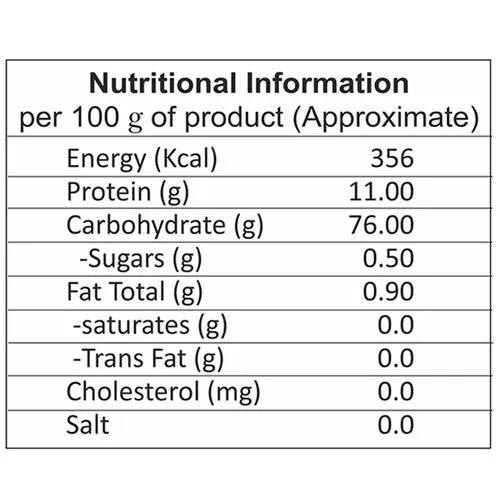 Nutritional Information
per 100 g of product (Approximate)
Energy (Kcal) 356
Protein (g) 11.00
Carbohydrate (g) 76.00
-Sugars (g) 0.50
Fat Total (g) 0.90
-saturates (g) 0.0
-Trans Fat (g) 0.0
Cholesterol (mg) 0.0
Salt 0.0